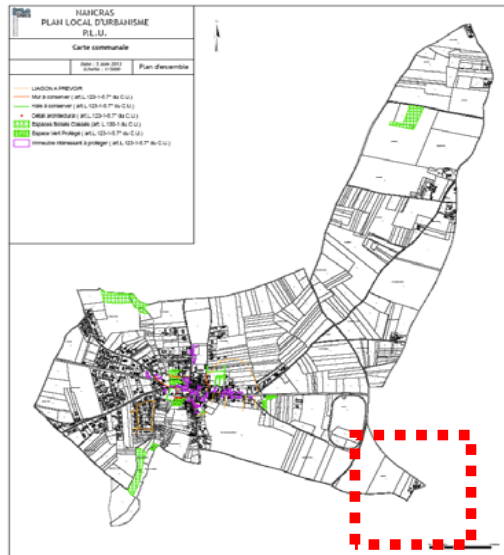 NANCRAS
PLAN LOCAL D'URBANISME
P.L.U.
Carte communale
Plan d'ensemble
LIAISON A PREVOIR
Mur à conserver (art.L.123-1-5.7° du C.U.)
Haie à conserver (art.L.123-1-5.7° du C.U.)
Détail architectural (art.L.123-1-5.7° du C.U.)
Espaces Boisés Classés (art. L.130-1 du C.U.)
Espace Vert Protégé (art.L.123-1-5.7° du C.U.)
Immeuble intéressant à protéger (art.L.123-1-5.7° du C.U.)